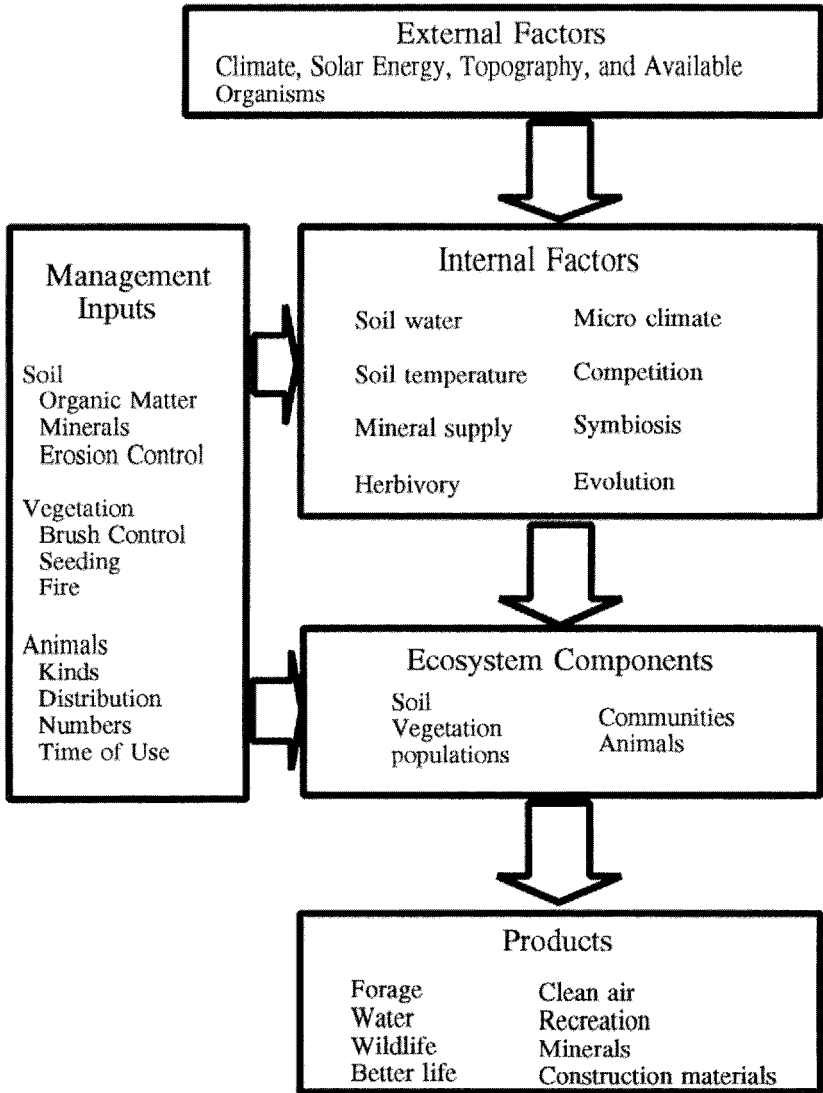 External Factors
Climate, Solar Energy, Topography, and Available
Organisms
Management
Inputs
Soil
Organic Matter
Minerals
Erosion Control
Vegetation
Brush Control
Seeding
Fire
Animals
Kinds
Distribution
Numbers
Time of Use
Internal Factors
Soil water
Soil temperature
Mineral supply
Herbivory
Micro climate
Competition
Symbiosis
Evolution
Ecosystem Components
Soil
Vegetation
populations
Communities
Animals
Products
Forage
Water
Wildlife
Better life
Clean air
Recreation
Minerals
Construction materials